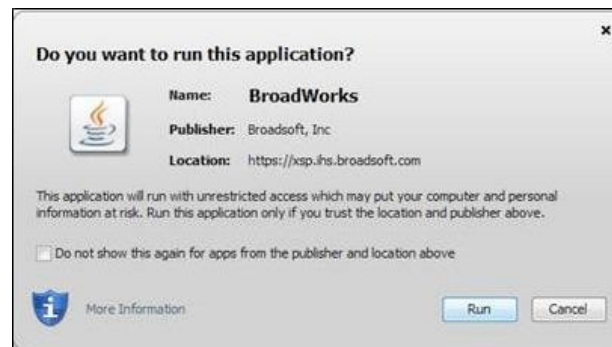 Do you want to run this application?
Name: BroadWorks
Publisher: Broadsoft, Inc
Location: https://xsp.ihs.broadsoft.com
This application will run with unrestricted access which may put your computer and personal
information at risk. Run this application only if you trust the location and publisher above.
Do not show this again for apps from the publisher and location above
More Information
Run
Cancel